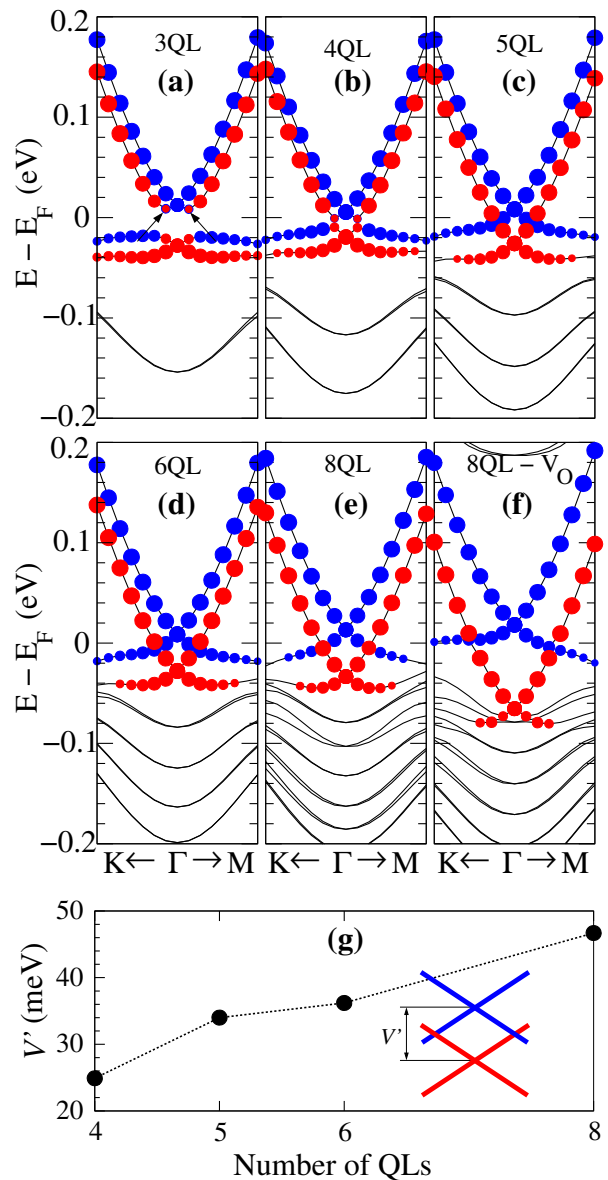 3QL 4QL 5QL
(a) (b) (c)
0.2
0.1
0
−0.1
−0.2
E − E_F (eV)
6QL 8QL 8QL − V_O
(d) (e) (f)
0.2
0.1
0
−0.1
−0.2
E − E_F (eV)
K← Γ →M K← Γ →M K← Γ →M
(g)
50
40
30
20
V' (meV)
V'
4 5 6 7 8
Number of QLs